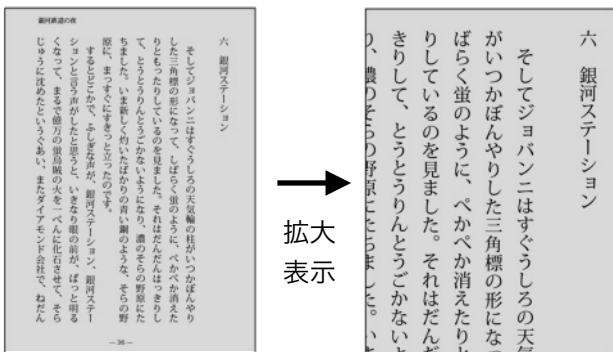 銀河鉄道の夜
六　銀河ステーション
そしてジョバンニはすぐうしろの天気輪の柱がいつかぼんやり
した三角標の形になって、しばらく蛍のように、ぺかぺか消えた
りともったりしているのを見ました。それはだんだんはっきりし
て、とうとうりんとうごかないようになり、濃のそらの野原にた
ちました。いま新しく灼いたばかりの青い鋼のような、そらの野
原に、まっすぐにすきっと立ったのです。
するとどこかで、ふしぎな声が、銀河ステーション、銀河ステー
ションと言う声がしたと思うと、いきなり眼の前が、ぱっと明る
くなって、まるで億万の蛍烏賊の火を一ぺんに化石させて、そら
じゅうに沈めたというぐあい、またダイアモンド会社で、ねだん
― 36 ―
拡大
表示
六　銀河ステーション
そしてジョバンニはすぐうしろの天気
がいつかぼんやりした三角標の形になっ
ばらく蛍のように、ぺかぺか消えたりと
りしているのを見ました。それはだんだ
きりして、とうとうりんとうごかないと
り、濃のそらの野原にたちました。いま